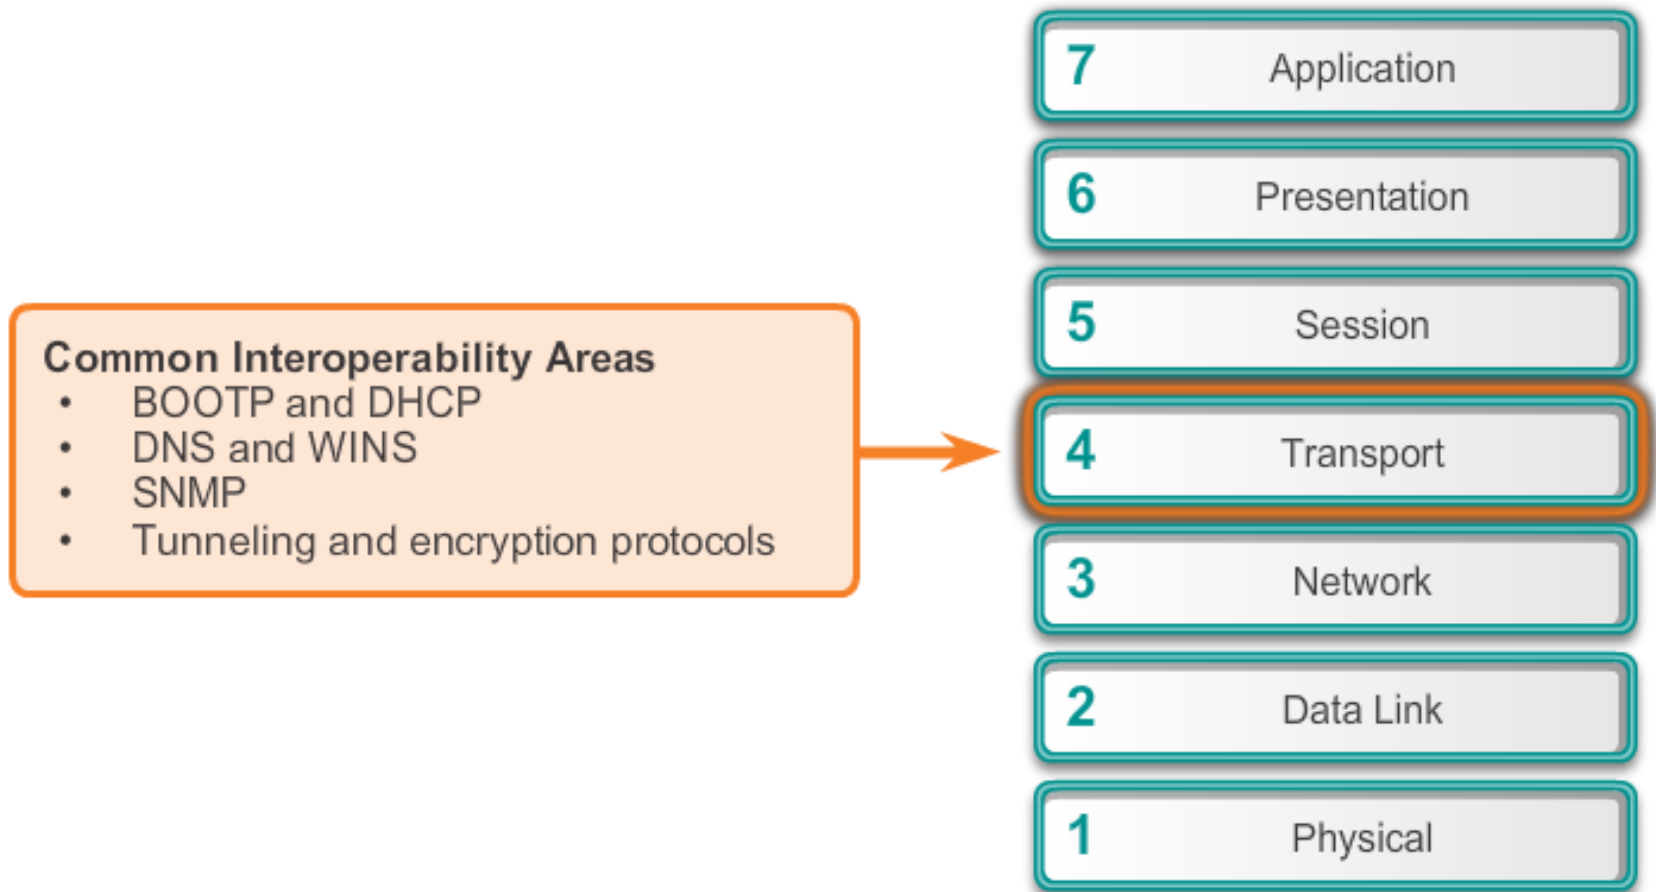 Common Interoperability Areas
• BOOTP and DHCP
• DNS and WINS
• SNMP
• Tunneling and encryption protocols
7 Application
6 Presentation
5 Session
4 Transport
3 Network
2 Data Link
1 Physical